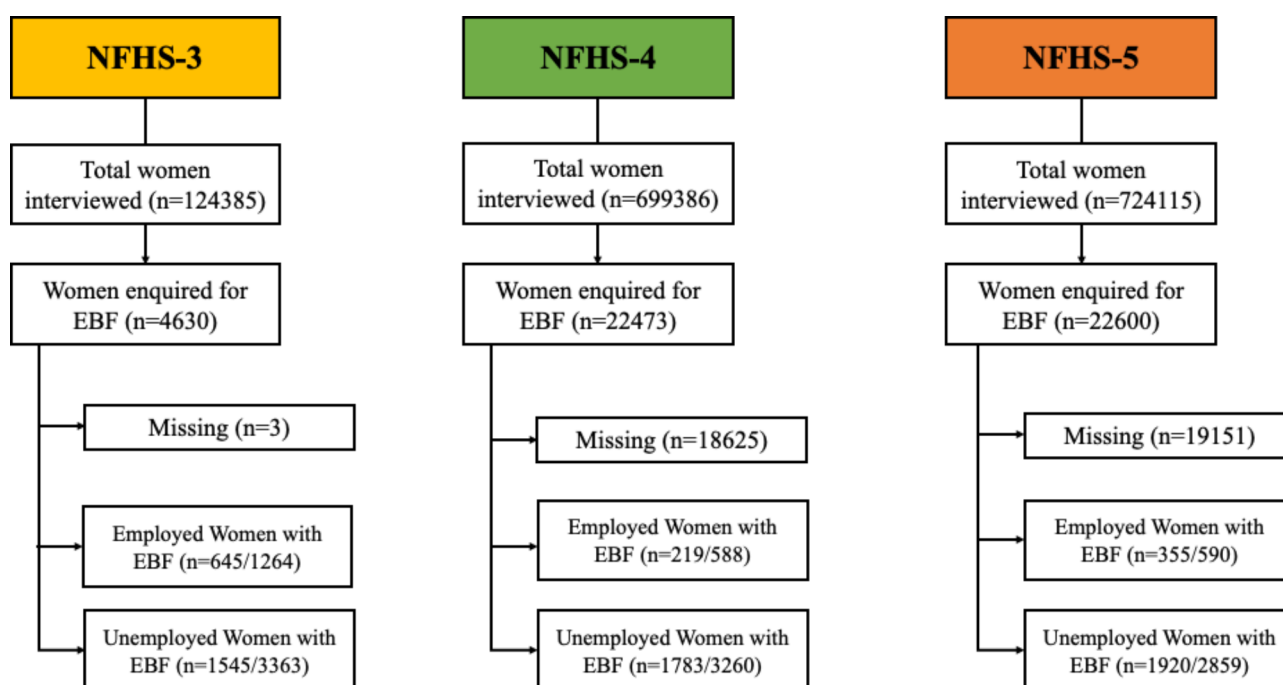 NFHS-3
Total women
interviewed (n=124385)
Women enquired for
EBF (n=4630)
Missing (n=3)
Employed Women with
EBF (n=645/1264)
Unemployed Women with
EBF (n=1545/3363)
NFHS-4
Total women
interviewed (n=699386)
Women enquired for
EBF (n=22473)
Missing (n=18625)
Employed Women with
EBF (n=219/588)
Unemployed Women with
EBF (n=1783/3260)
NFHS-5
Total women
interviewed (n=724115)
Women enquired for
EBF (n=22600)
Missing (n=19151)
Employed Women with
EBF (n=355/590)
Unemployed Women with
EBF (n=1920/2859)